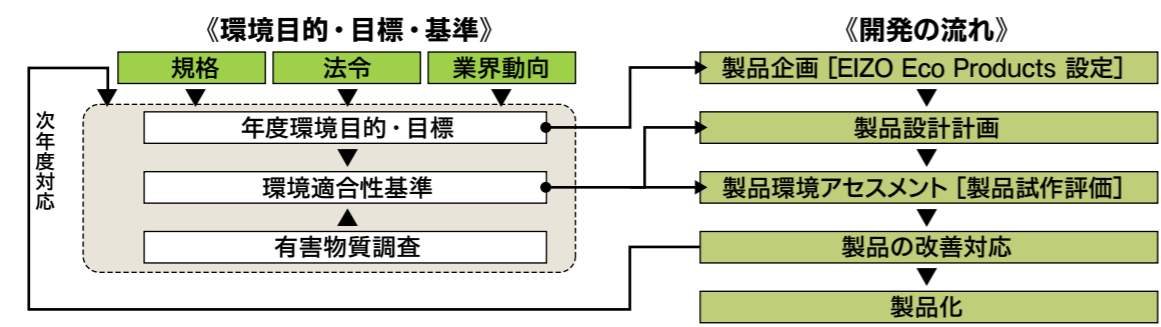 《環境目的・目標・基準》
規格
法令
業界動向
次年度対応
年度環境目的・目標
環境適合性基準
有害物質調査
《開発の流れ》
製品企画［EIZO Eco Products 設定］
製品設計計画
製品環境アセスメント［製品試作評価］
製品の改善対応
製品化